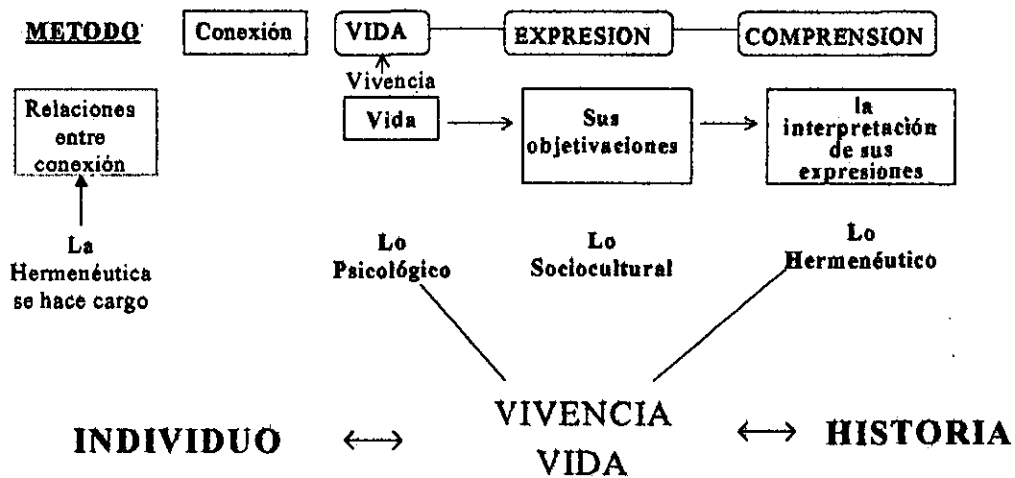 METODO Conexión VIDA EXPRESION COMPRENSION
Vivencia
Relaciones
entre
conexión
Vida
Sus
objetivaciones
la
interpretación
de sus
expresiones
La
Hermenéutica
se hace cargo
Lo
Psicológico
Lo
Sociocultural
Lo
Hermenéutico
VIVENCIA
VIDA
INDIVIDUO
HISTORIA